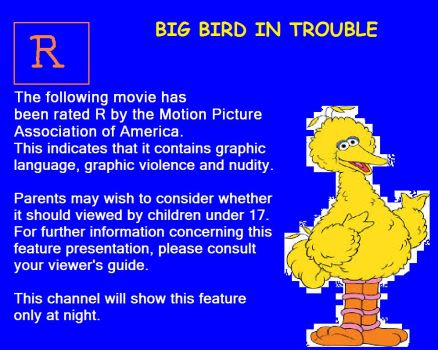 BIG BIRD IN TROUBLE
R
The following movie has
been rated R by the Motion Picture
Association of America.
This indicates that it contains graphic
language, graphic violence and nudity.
Parents may wish to consider whether
it should viewed by children under 17.
For further information concerning this
feature presentation, please consult
your viewer's guide.
This channel will show this feature
only at night.